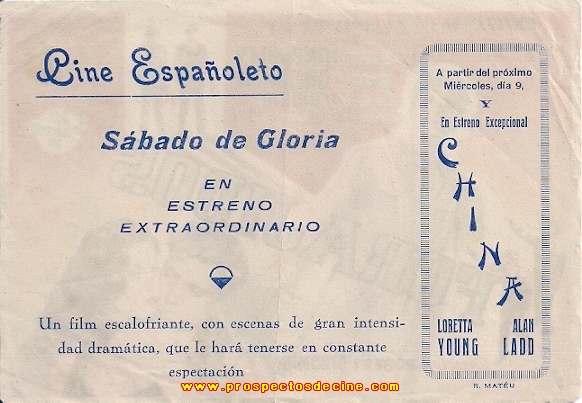 Cine Españoleto
Sábado de Gloria
EN
ESTRENO
EXTRAORDINARIO
Un film escalofriante, con escenas de gran intensi-
dad dramática, que le hará tenerse en constante
espectación
A partir del próximo
Miércoles, día 9,
Y
En Estreno Excepcional
CHINA
LORETTA ALAN
YOUNG LADD
R. MATÉU
www.prospectosdecine.com